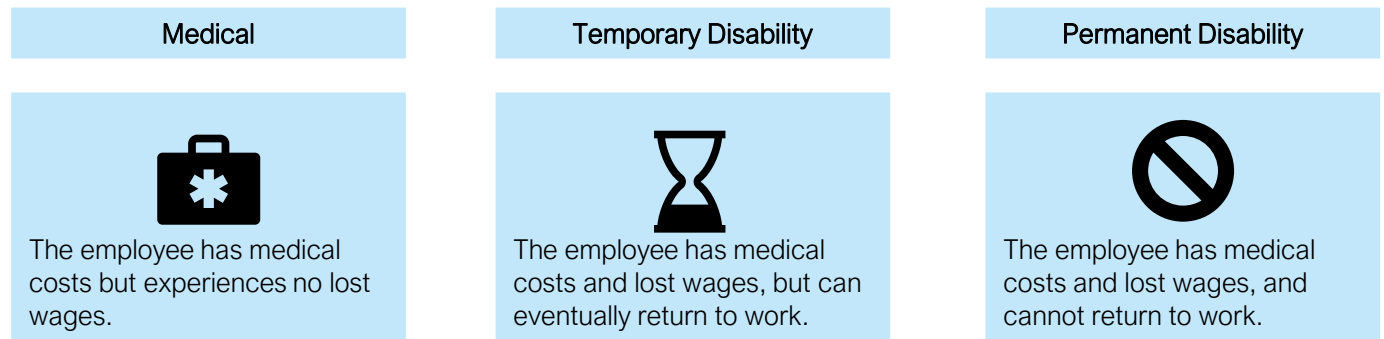 Medical
The employee has medical
costs but experiences no lost
wages.
Temporary Disability
The employee has medical
costs and lost wages, but can
eventually return to work.
Permanent Disability
The employee has medical
costs and lost wages, and
cannot return to work.